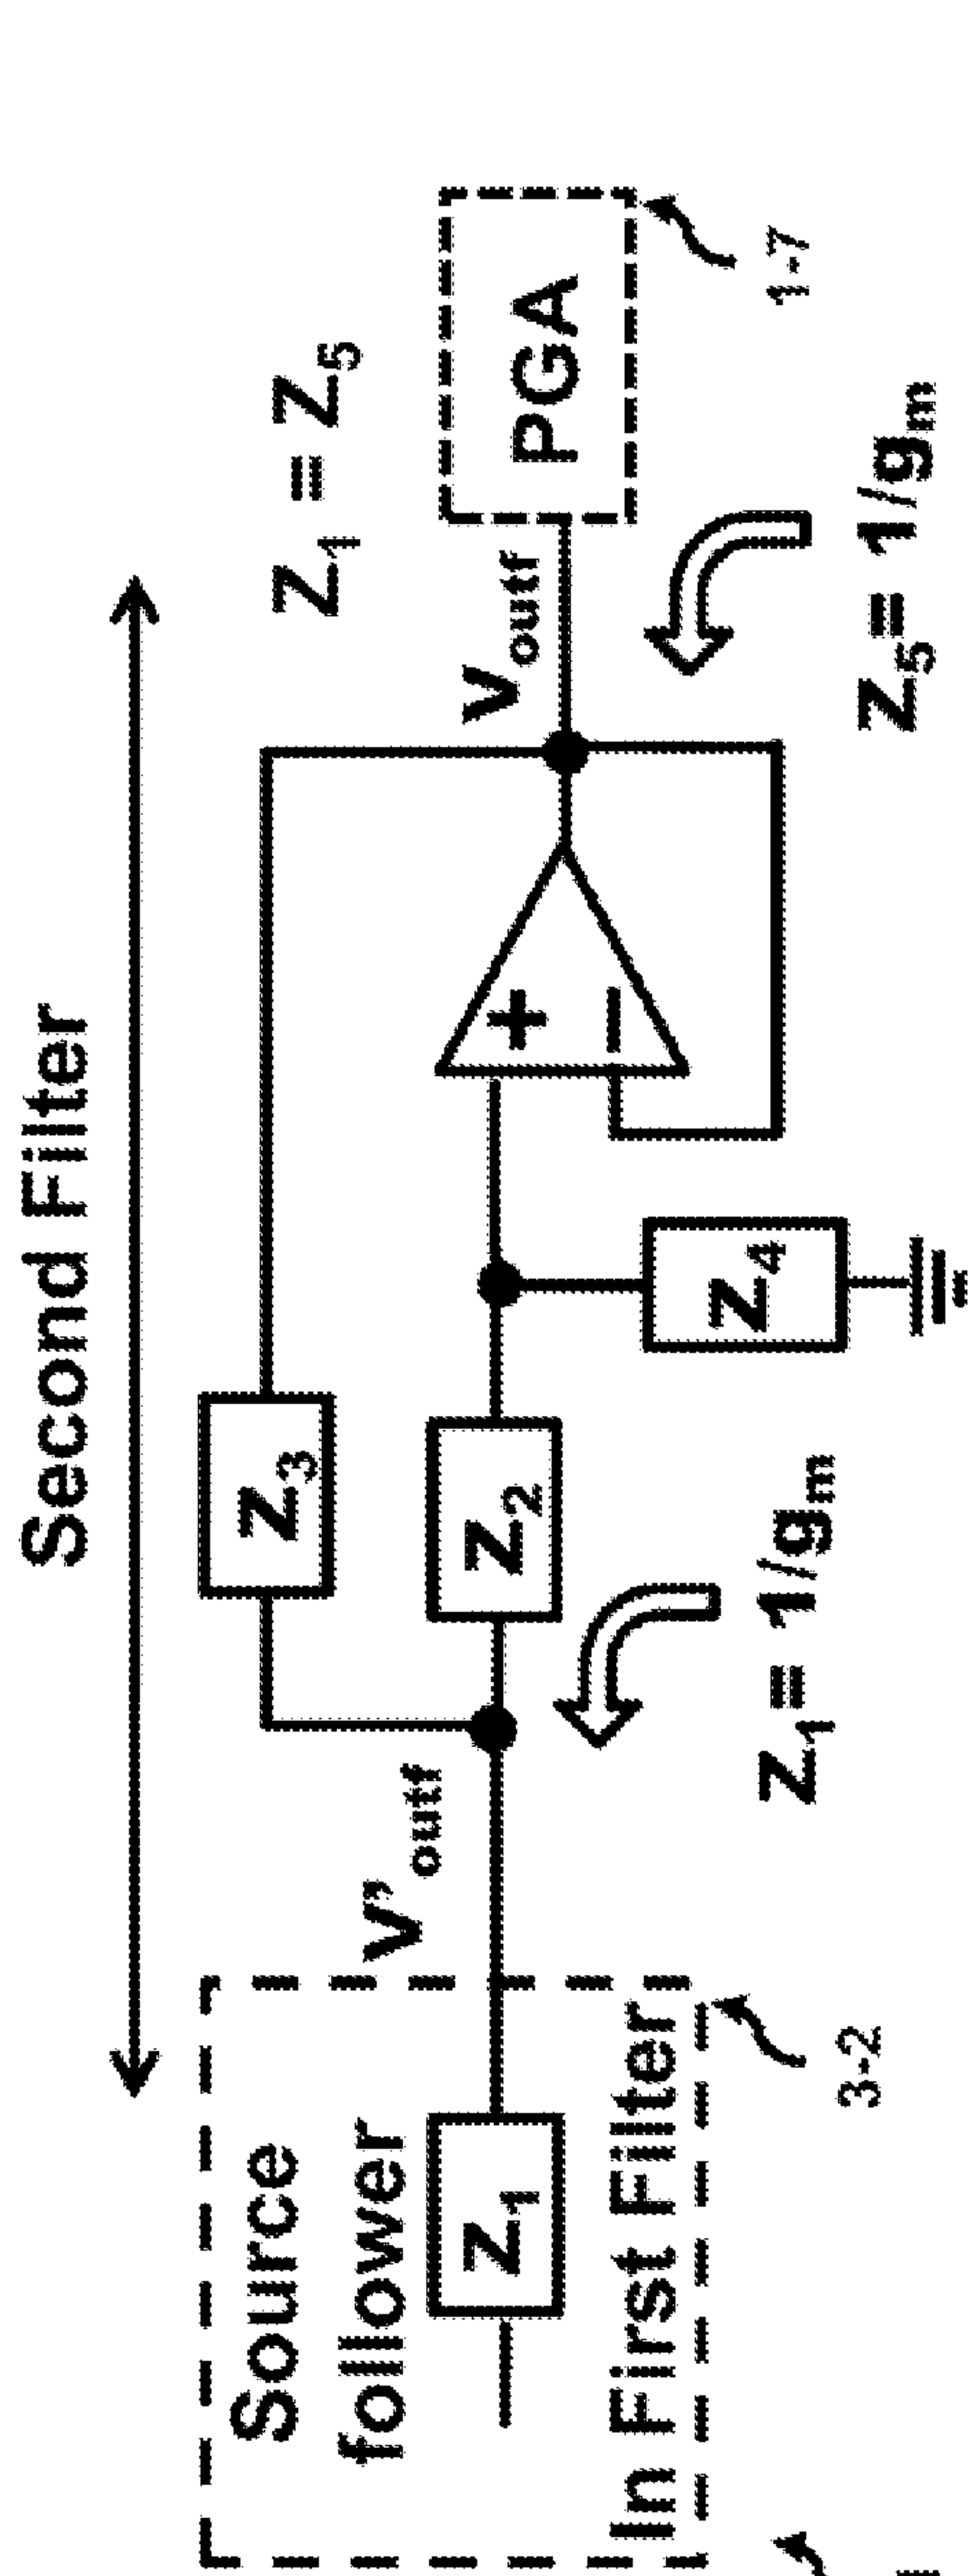 Second Filter
Z1 = Z5
Source
follower
Z1
In First Filter
3-2
V'outf
Z1= 1/gm
Z3
Z2
Z4
+
−
Voutf
Z5= 1/gm
PGA
1-7